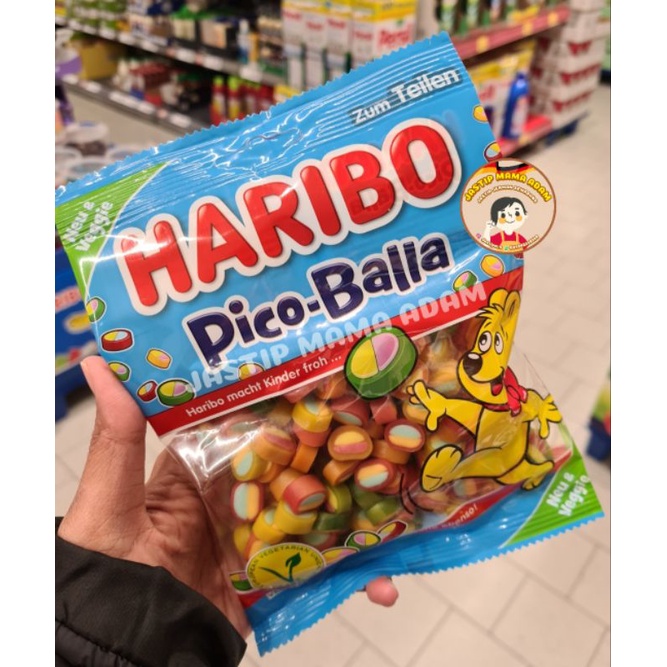 Zum Teilen
HARIBO
Neu &
Veggie
Pico-Balla
JASTIP MAMA ADAM
JASTIP MAMA ADAM
Haribo macht Kinder froh ...
Neu &
Veggie
VEGETARIAN